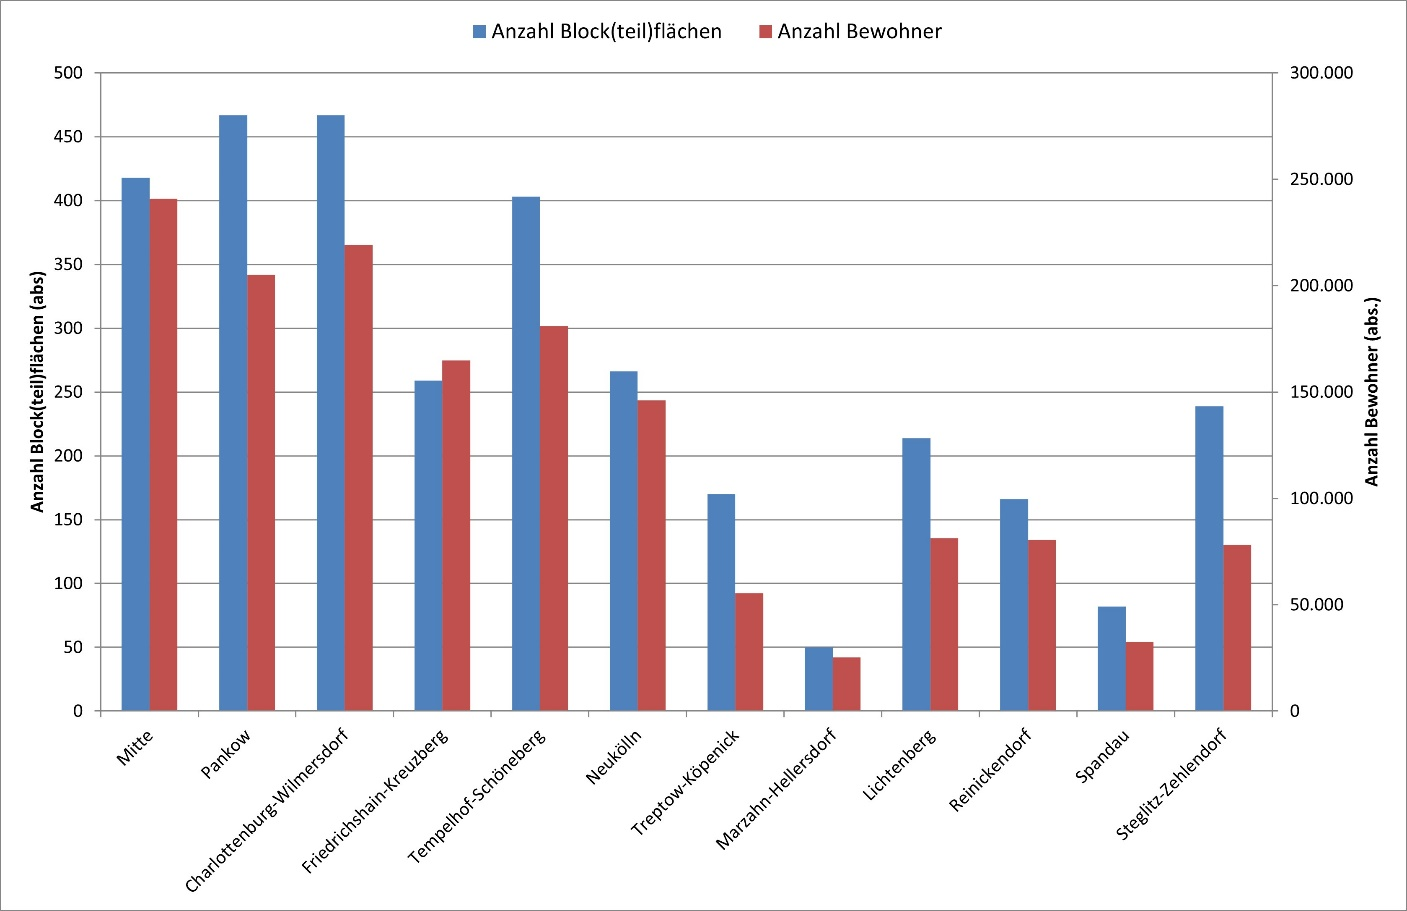 Anzahl Block(teil)flächen Anzahl Bewohner
500
450
400
350
300
250
200
150
100
50
0
Anzahl Block(teil)flächen (abs)
300.000
250.000
200.000
150.000
100.000
50.000
0
Anzahl Bewohner (abs.)
Mitte
Pankow
Charlottenburg-Wilmersdorf
Friedrichshain-Kreuzberg
Tempelhof-Schöneberg
Neukölln
Treptow-Köpenick
Marzahn-Hellersdorf
Lichtenberg
Reinickendorf
Spandau
Steglitz-Zehlendorf